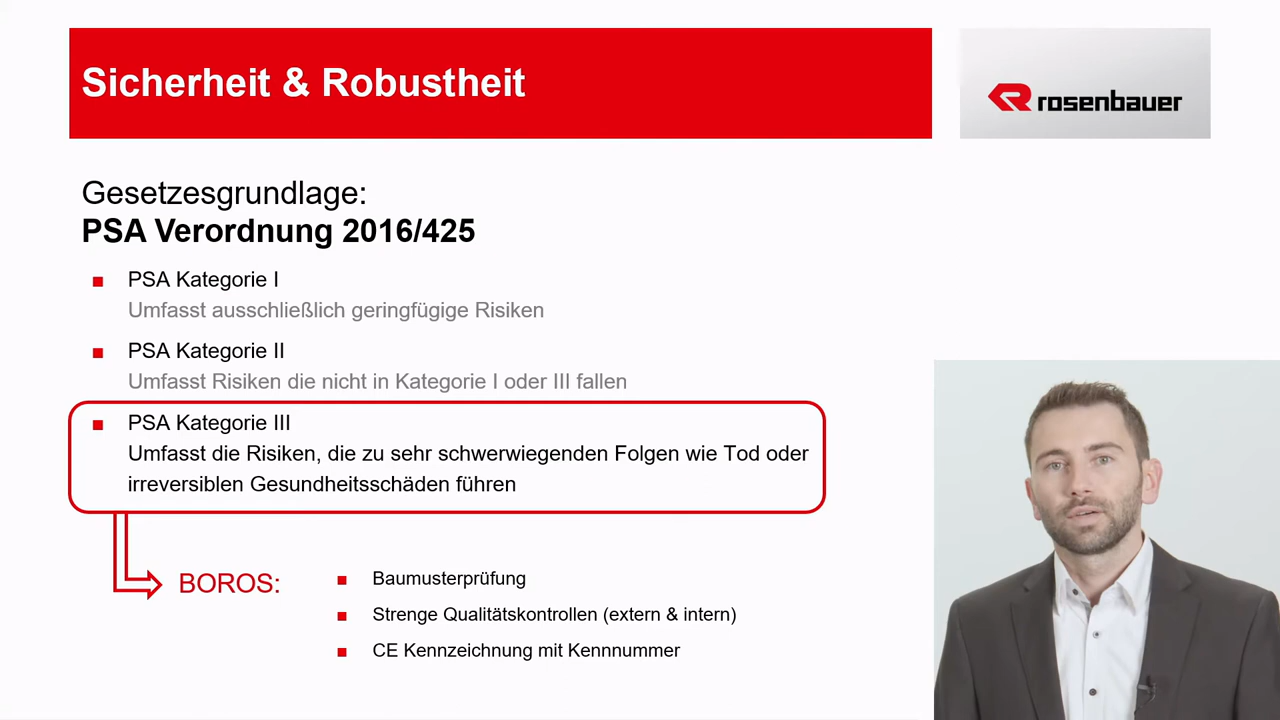 Sicherheit & Robustheit
rosenbauer
Gesetzesgrundlage:
PSA Verordnung 2016/425
PSA Kategorie I
Umfasst ausschließlich geringfügige Risiken
PSA Kategorie II
Umfasst Risiken die nicht in Kategorie I oder III fallen
PSA Kategorie III
Umfasst die Risiken, die zu sehr schwerwiegenden Folgen wie Tod oder
irreversiblen Gesundheitsschäden führen
BOROS:
Baumusterprüfung
Strenge Qualitätskontrollen (extern & intern)
CE Kennzeichnung mit Kennnummer